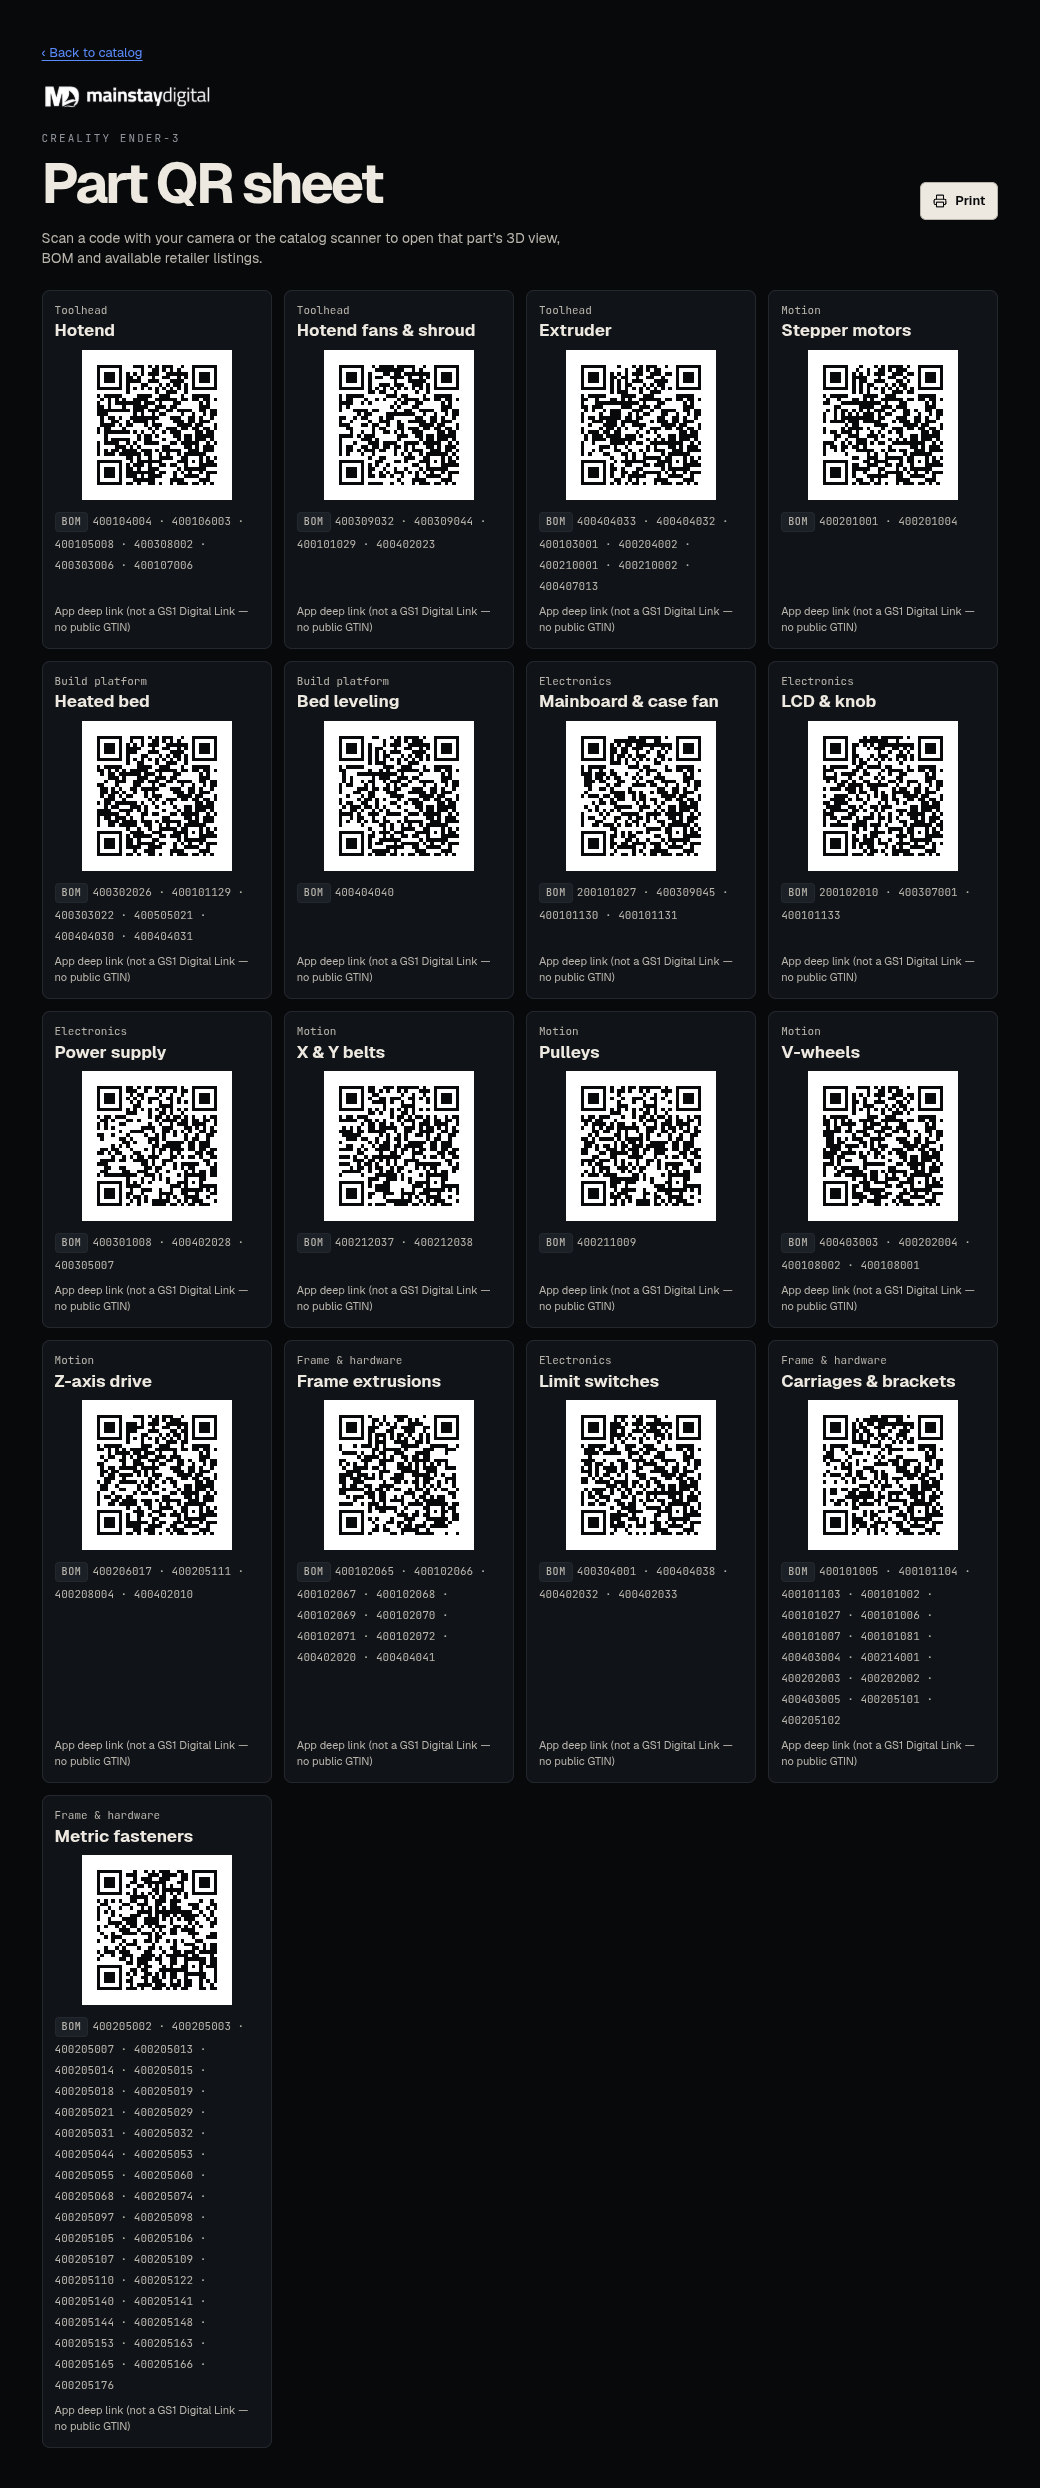 ‹ Back to catalog
MD mainstaydigital
CREALITY ENDER-3
Part QR sheet
Print
Scan a code with your camera or the catalog scanner to open that part's 3D view,
BOM and available retailer listings.
Toolhead
Hotend
BOM 400104004 · 400106003 ·
400105008 · 400308002 ·
400303006 · 400107006
App deep link (not a GS1 Digital Link —
no public GTIN)
Toolhead
Hotend fans & shroud
BOM 400309032 · 400309044 ·
400101029 · 400402023
App deep link (not a GS1 Digital Link —
no public GTIN)
Toolhead
Extruder
BOM 400404033 · 400404032 ·
400103001 · 400204002 ·
400210001 · 400210002 ·
400407013
App deep link (not a GS1 Digital Link —
no public GTIN)
Motion
Stepper motors
BOM 400201001 · 400201004
App deep link (not a GS1 Digital Link —
no public GTIN)
Build platform
Heated bed
BOM 400302026 · 400101129 ·
400303022 · 400505021 ·
400404030 · 400404031
App deep link (not a GS1 Digital Link —
no public GTIN)
Build platform
Bed leveling
BOM 400404040
App deep link (not a GS1 Digital Link —
no public GTIN)
Electronics
Mainboard & case fan
BOM 200101027 · 400309045 ·
400101130 · 400101131
App deep link (not a GS1 Digital Link —
no public GTIN)
Electronics
LCD & knob
BOM 200102010 · 400307001 ·
400101133
App deep link (not a GS1 Digital Link —
no public GTIN)
Electronics
Power supply
BOM 400301008 · 400402028 ·
400305007
App deep link (not a GS1 Digital Link —
no public GTIN)
Motion
X & Y belts
BOM 400212037 · 400212038
App deep link (not a GS1 Digital Link —
no public GTIN)
Motion
Pulleys
BOM 400211009
App deep link (not a GS1 Digital Link —
no public GTIN)
Motion
V-wheels
BOM 400403003 · 400202004 ·
400108002 · 400108001
App deep link (not a GS1 Digital Link —
no public GTIN)
Motion
Z-axis drive
BOM 400206017 · 400205111 ·
400208004 · 400402010
App deep link (not a GS1 Digital Link —
no public GTIN)
Frame & hardware
Frame extrusions
BOM 400102065 · 400102066 ·
400102067 · 400102068 ·
400102069 · 400102070 ·
400102071 · 400102072 ·
400402020 · 400404041
App deep link (not a GS1 Digital Link —
no public GTIN)
Electronics
Limit switches
BOM 400304001 · 400404038 ·
400402032 · 400402033
App deep link (not a GS1 Digital Link —
no public GTIN)
Frame & hardware
Carriages & brackets
BOM 400101005 · 400101104 ·
400101103 · 400101002 ·
400101027 · 400101006 ·
400101007 · 400101081 ·
400403004 · 400214001 ·
400202003 · 400202002 ·
400403005 · 400205101 ·
400205102
App deep link (not a GS1 Digital Link —
no public GTIN)
Frame & hardware
Metric fasteners
BOM 400205002 · 400205003 ·
400205007 · 400205013 ·
400205014 · 400205015 ·
400205018 · 400205019 ·
400205021 · 400205029 ·
400205031 · 400205032 ·
400205044 · 400205053 ·
400205055 · 400205060 ·
400205068 · 400205074 ·
400205097 · 400205098 ·
400205105 · 400205106 ·
400205107 · 400205109 ·
400205110 · 400205122 ·
400205140 · 400205141 ·
400205144 · 400205148 ·
400205153 · 400205163 ·
400205165 · 400205166 ·
400205176
App deep link (not a GS1 Digital Link —
no public GTIN)